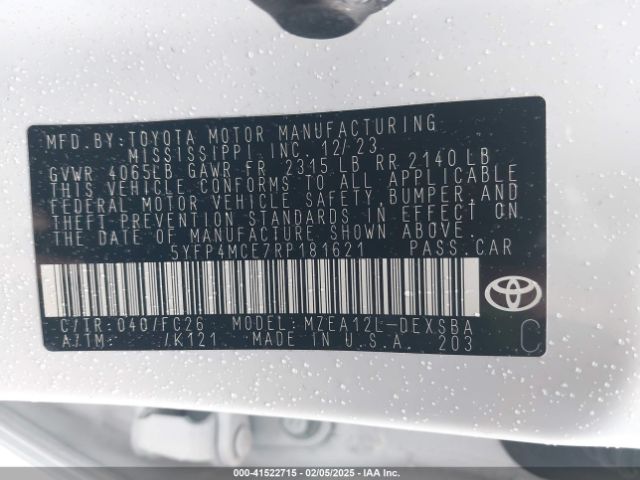 MFD.BY:TOYOTA MOTOR MANUFACTURING
MISSISSIPPI INC. 12/23
GVWR 4065LB GAWR FR 2315 LB RR 2140 LB
THIS VEHICLE CONFORMS TO ALL APPLICABLE
FEDERAL MOTOR VEHICLE SAFETY,BUMPER,AND
THEFT PREVENTION STANDARDS IN EFFECT ON
THE DATE OF MANUFACTURE SHOWN ABOVE.
5YFP4MCE7RP181621 PASS.CAR
C/TR:040/FC26 MODEL:MZEA12L-DEXSBA
A/TM: /K121 MADE IN U.S.A. 203
C
000-41522715 - 02/05/2025 - IAA Inc.